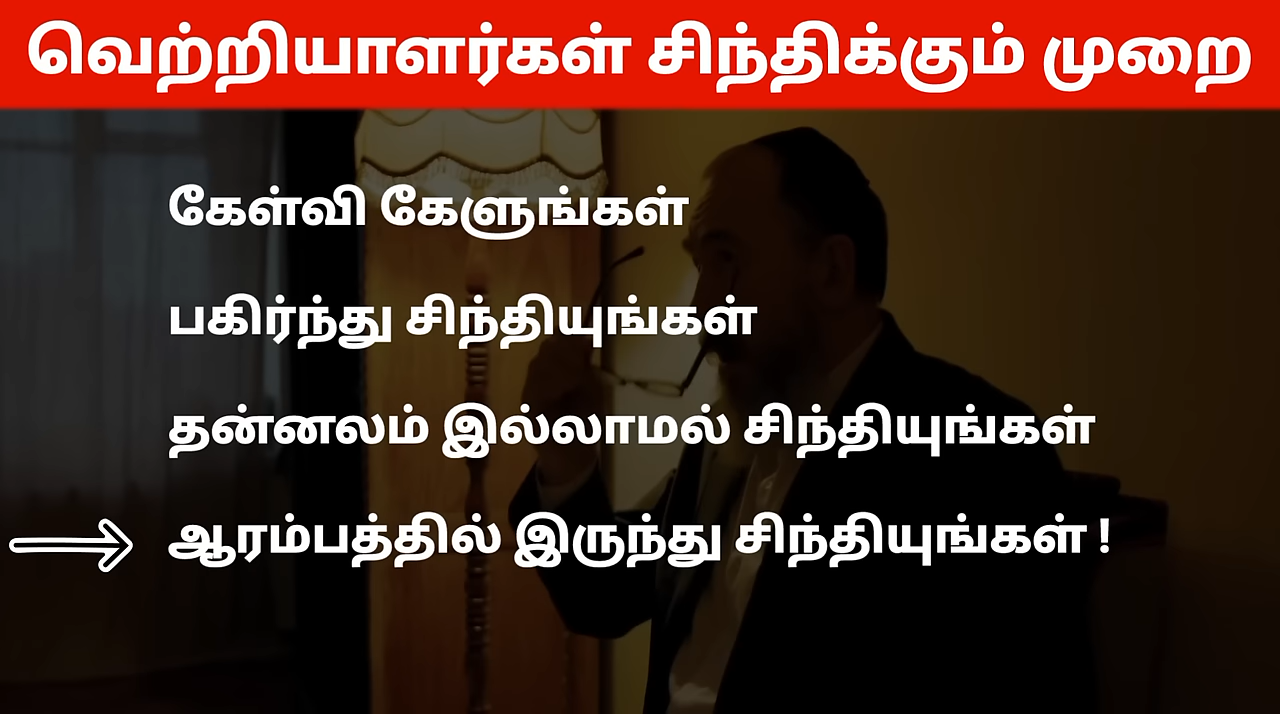 வெற்றியாளர்கள் சிந்திக்கும் முறை
கேள்வி கேளுங்கள்
பகிர்ந்து சிந்தியுங்கள்
தன்னலம் இல்லாமல் சிந்தியுங்கள்
ஆரம்பத்தில் இருந்து சிந்தியுங்கள் !